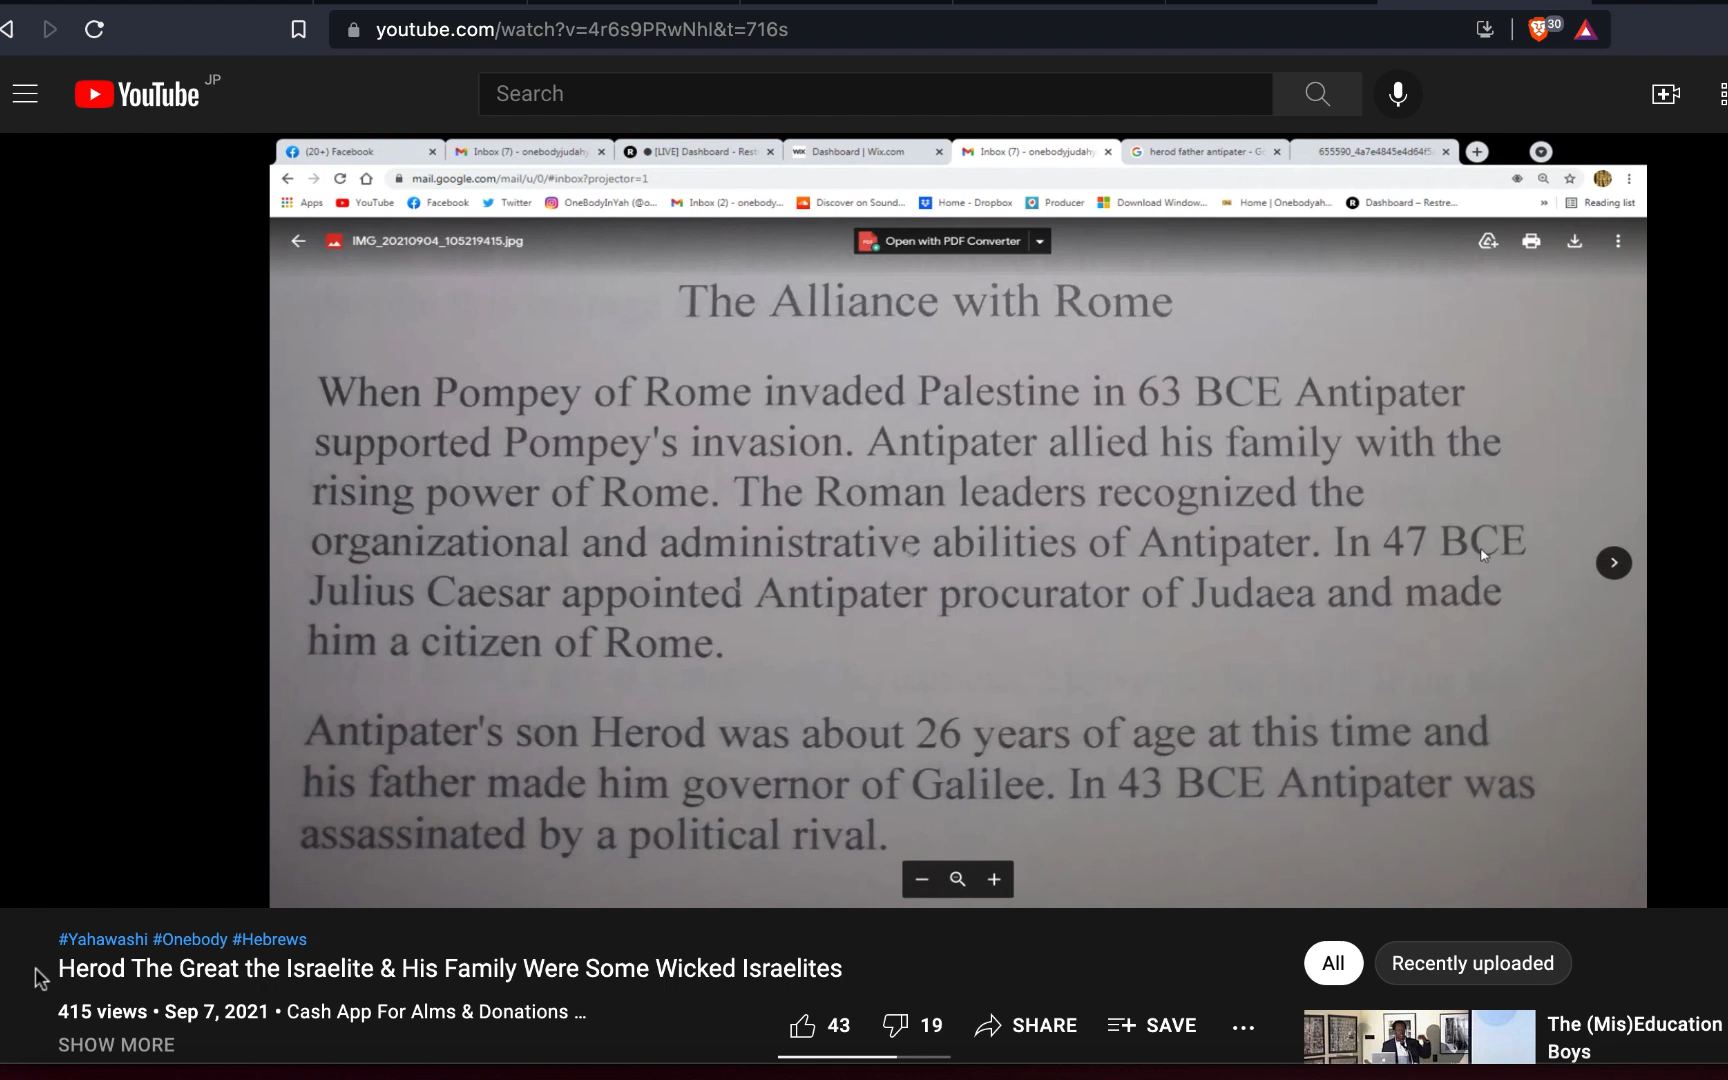 youtube.com/watch?v=4r6s9PRwNhI&t=716s
30
YouTube JP
Search
(20+) Facebook
Inbox (7) - onebodyjudahy
[LIVE] Dashboard - Rest
Dashboard | Wix.com
Inbox (7) - onebodyjudahy
herod father antipater - G
655590_4a7e4845e4d64f5
mail.google.com/mail/u/0/#inbox?projector=1
Apps
YouTube
Facebook
Twitter
OneBodyInYah (@o...
Inbox (2) - onebody...
Discover on Sound...
Home - Dropbox
Producer
Download Window...
Home | Onebodyah...
Dashboard – Restre...
Reading list
IMG_20210904_105219415.jpg
Open with PDF Converter
The Alliance with Rome
When Pompey of Rome invaded Palestine in 63 BCE Antipater
supported Pompey's invasion. Antipater allied his family with the
rising power of Rome. The Roman leaders recognized the
organizational and administrative abilities of Antipater. In 47 BCE
Julius Caesar appointed Antipater procurator of Judaea and made
him a citizen of Rome.
Antipater's son Herod was about 26 years of age at this time and
his father made him governor of Galilee. In 43 BCE Antipater was
assassinated by a political rival.
#Yahawashi #Onebody #Hebrews
Herod The Great the Israelite & His Family Were Some Wicked Israelites
415 views • Sep 7, 2021 • Cash App For Alms & Donations ...
SHOW MORE
43
19
SHARE
SAVE
All
Recently uploaded
The (Mis)Education
Boys